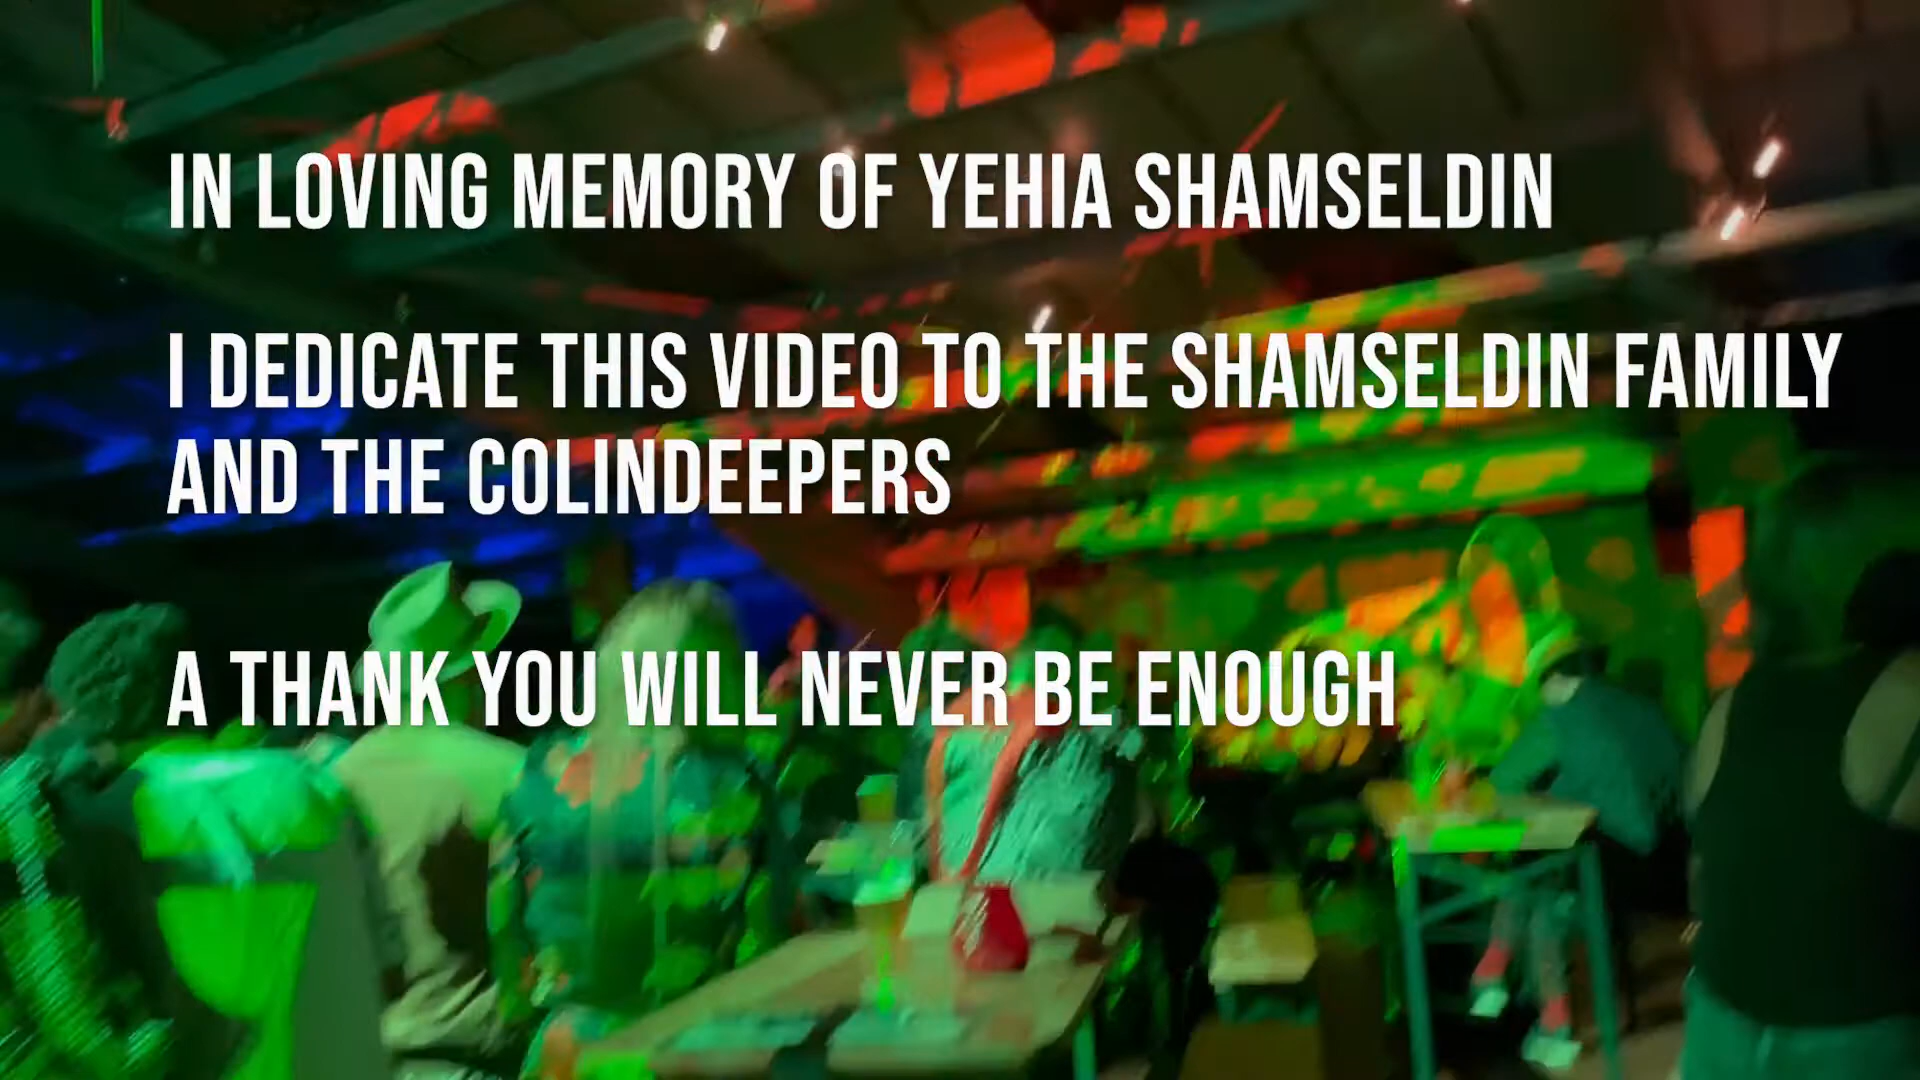 IN LOVING MEMORY OF YEHIA SHAMSELDIN
I DEDICATE THIS VIDEO TO THE SHAMSELDIN FAMILY
AND THE COLINDEEPERS
A THANK YOU WILL NEVER BE ENOUGH